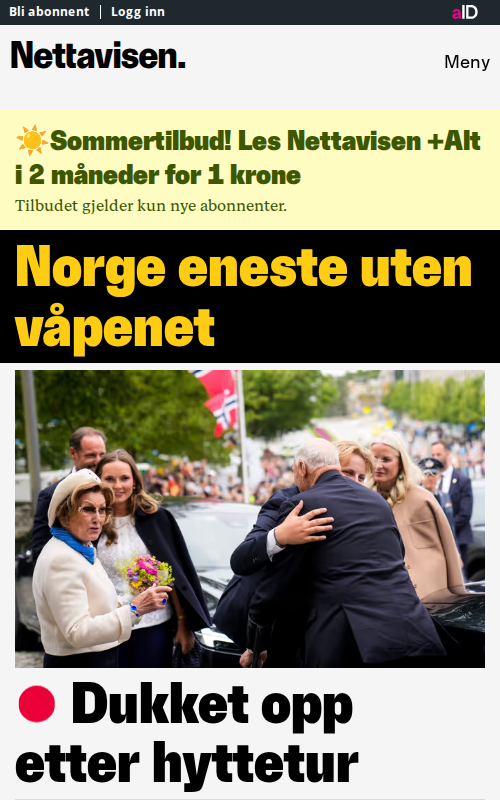 Bli abonnent | Logg inn
aID
Nettavisen.
Meny
☀️Sommertilbud! Les Nettavisen +Alt
i 2 måneder for 1 krone
Tilbudet gjelder kun nye abonnenter.
Norge eneste uten
våpenet
🔴 Dukket opp
etter hyttetur